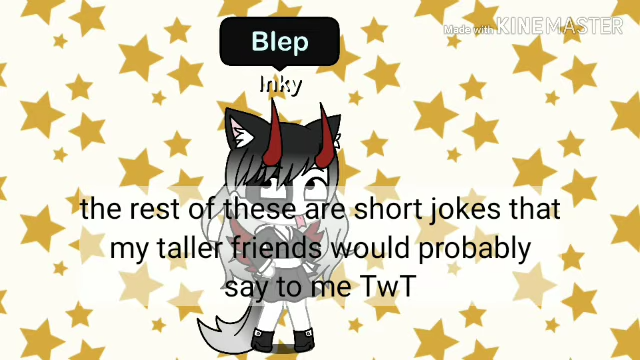 Blep
Made with KINEMASTER
Inky
the rest of these are short jokes that
my taller friends would probably
say to me TwT